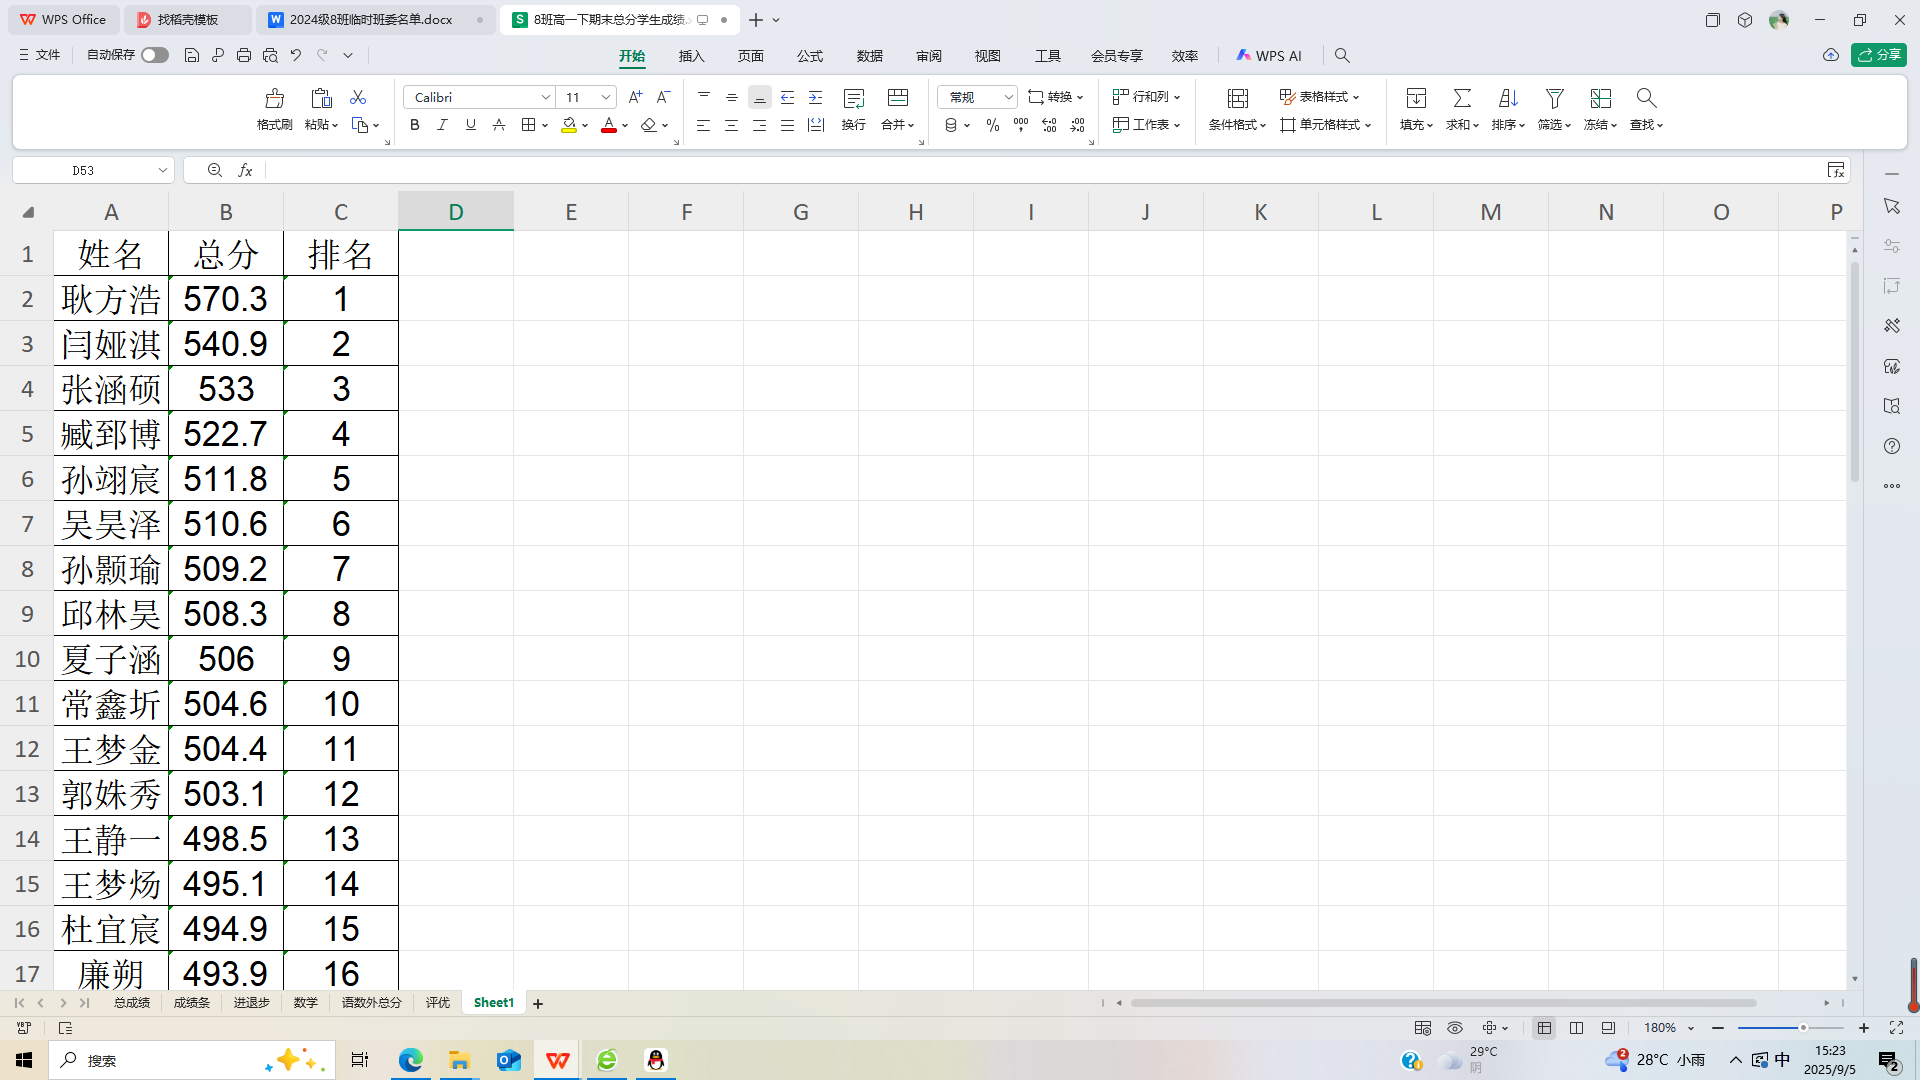 WPS Office 找稻壳模板 2024级8班临时班委名单.docx 8班高一下期末总分学生成绩.
文件 自动保存 开始 插入 页面 公式 数据 审阅 视图 工具 会员专享 效率 WPS AI 分享
Calibri 11 常规 转换 行和列 表格样式
格式刷 粘贴 换行 合并 工作表 条件格式 单元格样式 填充 求和 排序 筛选 冻结 查找
D53 fx
A B C D E F G H I J K L M N O P
1 姓名 总分 排名
2 耿方浩 570.3 1
3 闫娅淇 540.9 2
4 张涵硕 533 3
5 臧郅博 522.7 4
6 孙翊宸 511.8 5
7 吴昊泽 510.6 6
8 孙颢瑜 509.2 7
9 邱林昊 508.3 8
10 夏子涵 506 9
11 常鑫圻 504.6 10
12 王梦金 504.4 11
13 郭姝秀 503.1 12
14 王静一 498.5 13
15 王梦炀 495.1 14
16 杜宜宸 494.9 15
17 廉朔 493.9 16
总成绩 成绩条 进退步 数学 语数外总分 评优 Sheet1
180%
搜索 29°C 阴 28°C 小雨 中 15:23 2025/9/5